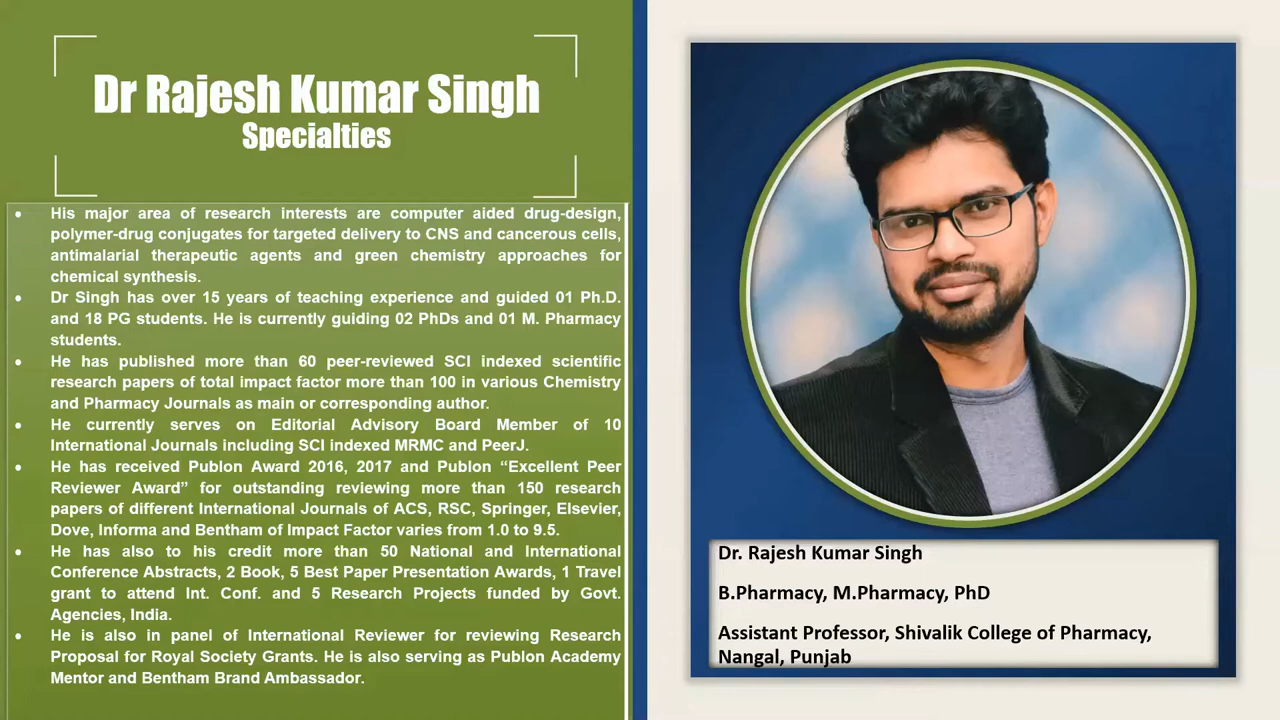 Dr Rajesh Kumar Singh
Specialties
• His major area of research interests are computer aided drug-design,
polymer-drug conjugates for targeted delivery to CNS and cancerous cells,
antimalarial therapeutic agents and green chemistry approaches for
chemical synthesis.
• Dr Singh has over 15 years of teaching experience and guided 01 Ph.D.
and 18 PG students. He is currently guiding 02 PhDs and 01 M. Pharmacy
students.
• He has published more than 60 peer-reviewed SCI indexed scientific
research papers of total impact factor more than 100 in various Chemistry
and Pharmacy Journals as main or corresponding author.
• He currently serves on Editorial Advisory Board Member of 10
International Journals including SCI indexed MRMC and PeerJ.
• He has received Publon Award 2016, 2017 and Publon “Excellent Peer
Reviewer Award” for outstanding reviewing more than 150 research
papers of different International Journals of ACS, RSC, Springer, Elsevier,
Dove, Informa and Bentham of Impact Factor varies from 1.0 to 9.5.
• He has also to his credit more than 50 National and International
Conference Abstracts, 2 Book, 5 Best Paper Presentation Awards, 1 Travel
grant to attend Int. Conf. and 5 Research Projects funded by Govt.
Agencies, India.
• He is also in panel of International Reviewer for reviewing Research
Proposal for Royal Society Grants. He is also serving as Publon Academy
Mentor and Bentham Brand Ambassador.
Dr. Rajesh Kumar Singh
B.Pharmacy, M.Pharmacy, PhD
Assistant Professor, Shivalik College of Pharmacy,
Nangal, Punjab